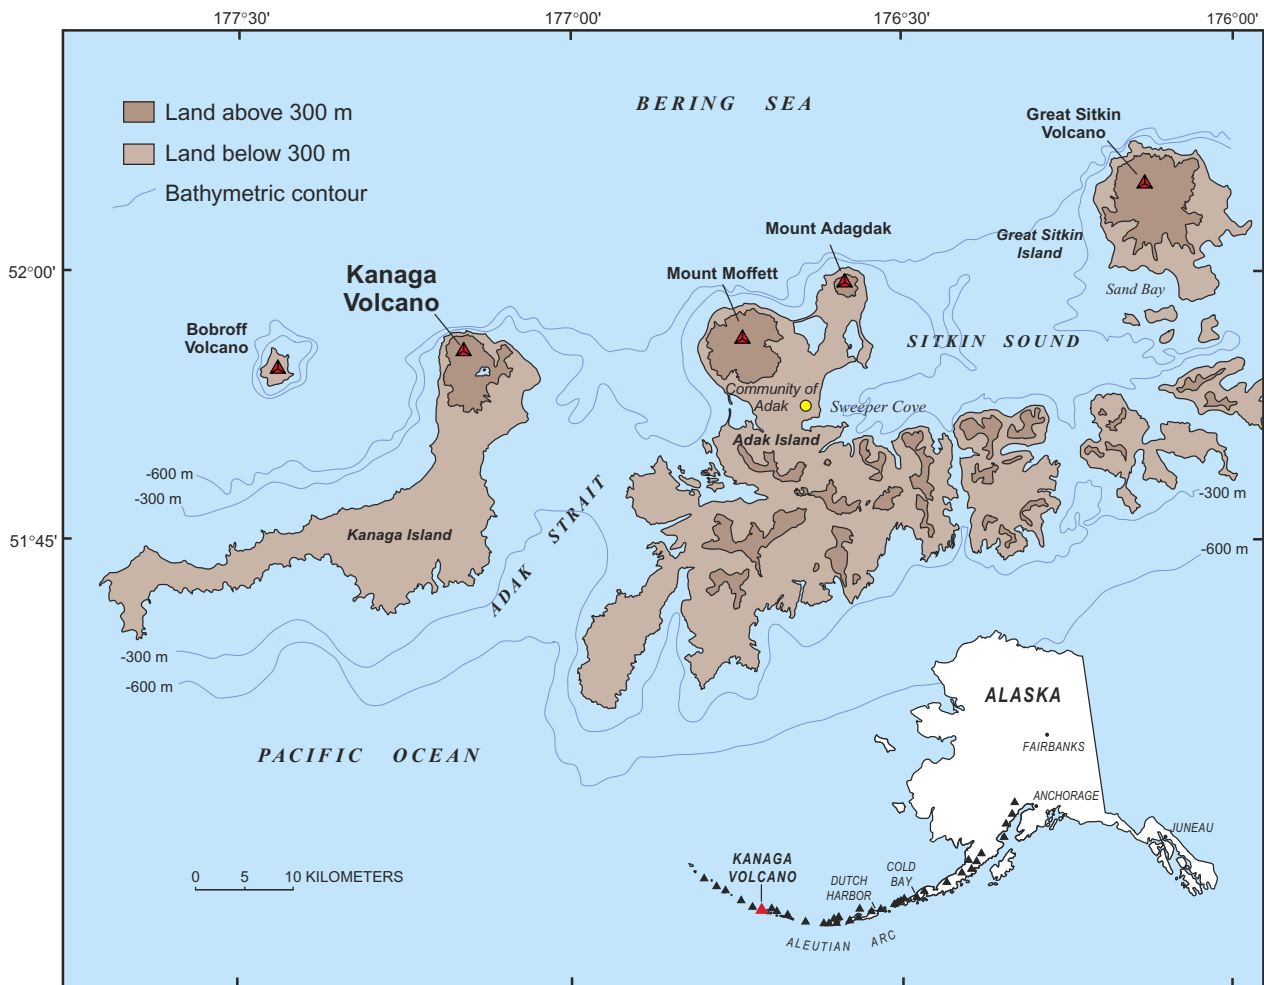 177°30'
177°00'
176°30'
176°00'
Land above 300 m
Land below 300 m
Bathymetric contour
BERING SEA
Great Sitkin
Volcano
Mount Adagdak
Great Sitkin
Island
52°00'
Kanaga
Volcano
Mount Moffett
Sand Bay
Bobroff
Volcano
SITKIN SOUND
Community of
Adak
Sweeper Cove
Adak Island
-600 m
-300 m
-300 m
Kanaga Island
ADAK STRAIT
51°45'
-600 m
-300 m
-600 m
PACIFIC OCEAN
ALASKA
FAIRBANKS
ANCHORAGE
JUNEAU
KANAGA
VOLCANO
DUTCH
HARBOR
COLD
BAY
0 5 10 KILOMETERS
ALEUTIAN ARC